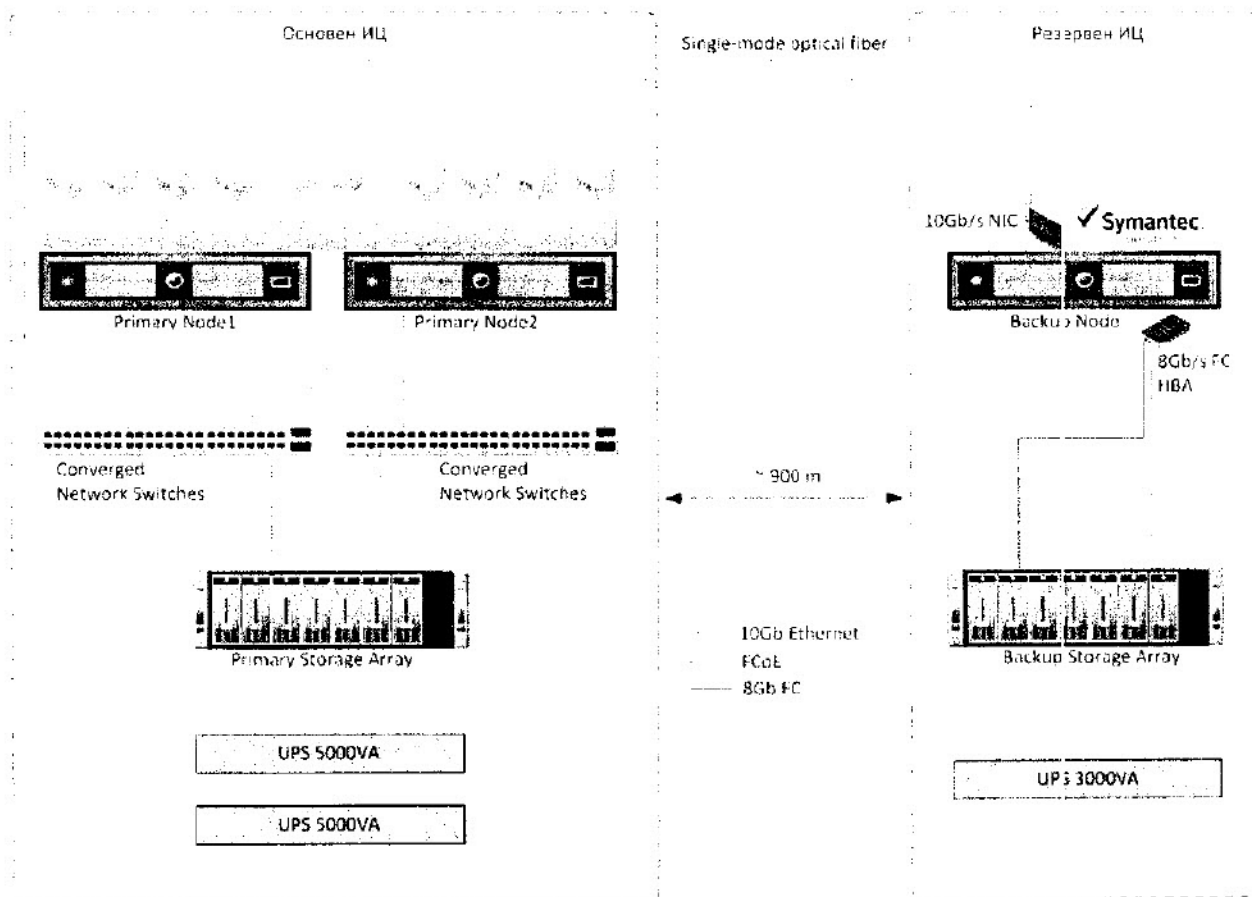 Основен ИЦ
Single-mode optical fiber
Резервен ИЦ
10Gb/s NIC
Symantec.
Primary Node1
Primary Node2
Backup Node
8Gb/s FC
HBA
Converged
Network Switches
Converged
Network Switches
~ 900 m
Primary Storage Array
10Gb Ethernet
FCoE
8Gb FC
Backup Storage Array
UPS 5000VA
UPS 3000VA
UPS 5000VA